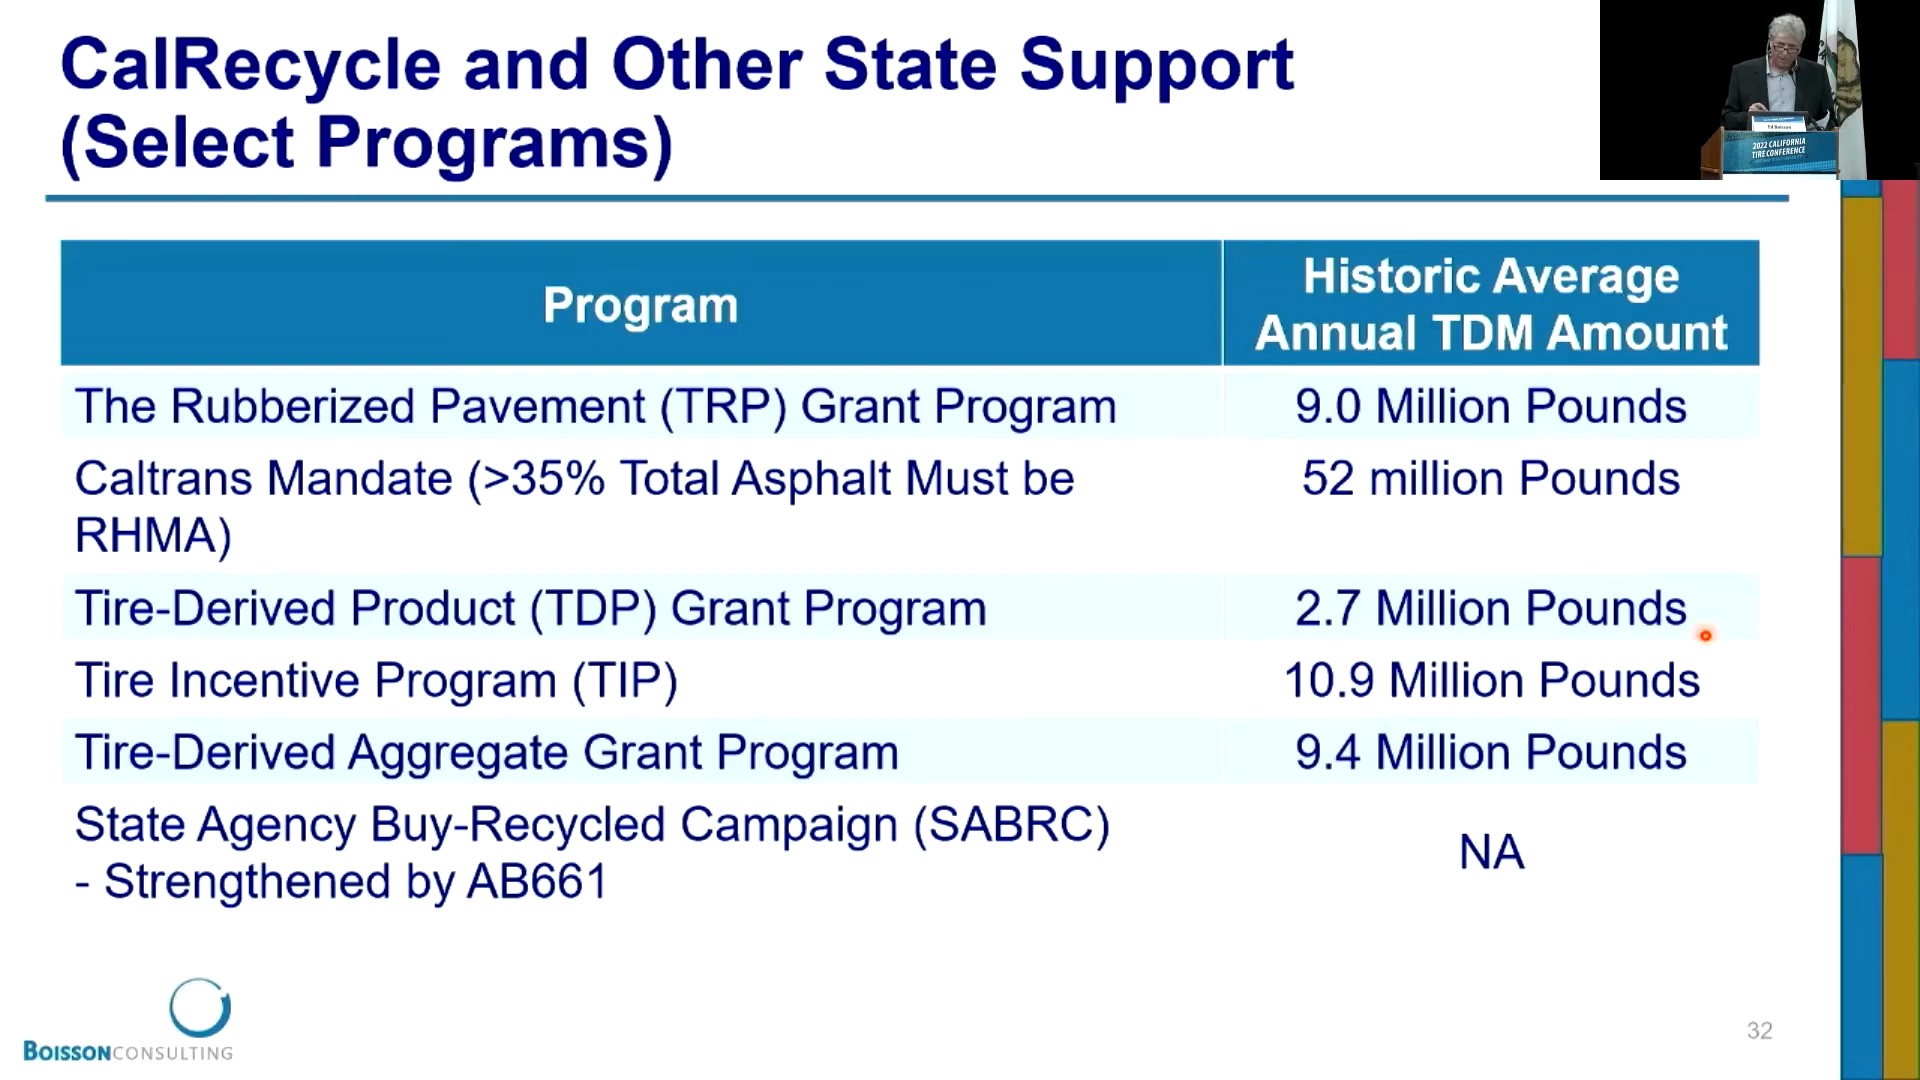 CalRecycle and Other State Support
(Select Programs)
2022 CALIFORNIA
TIRE CONFERENCE
Program
Historic Average
Annual TDM Amount
The Rubberized Pavement (TRP) Grant Program
9.0 Million Pounds
Caltrans Mandate (>35% Total Asphalt Must be
RHMA)
52 million Pounds
Tire-Derived Product (TDP) Grant Program
2.7 Million Pounds
Tire Incentive Program (TIP)
10.9 Million Pounds
Tire-Derived Aggregate Grant Program
9.4 Million Pounds
State Agency Buy-Recycled Campaign (SABRC)
- Strengthened by AB661
NA
BOISSONCONSULTING
32